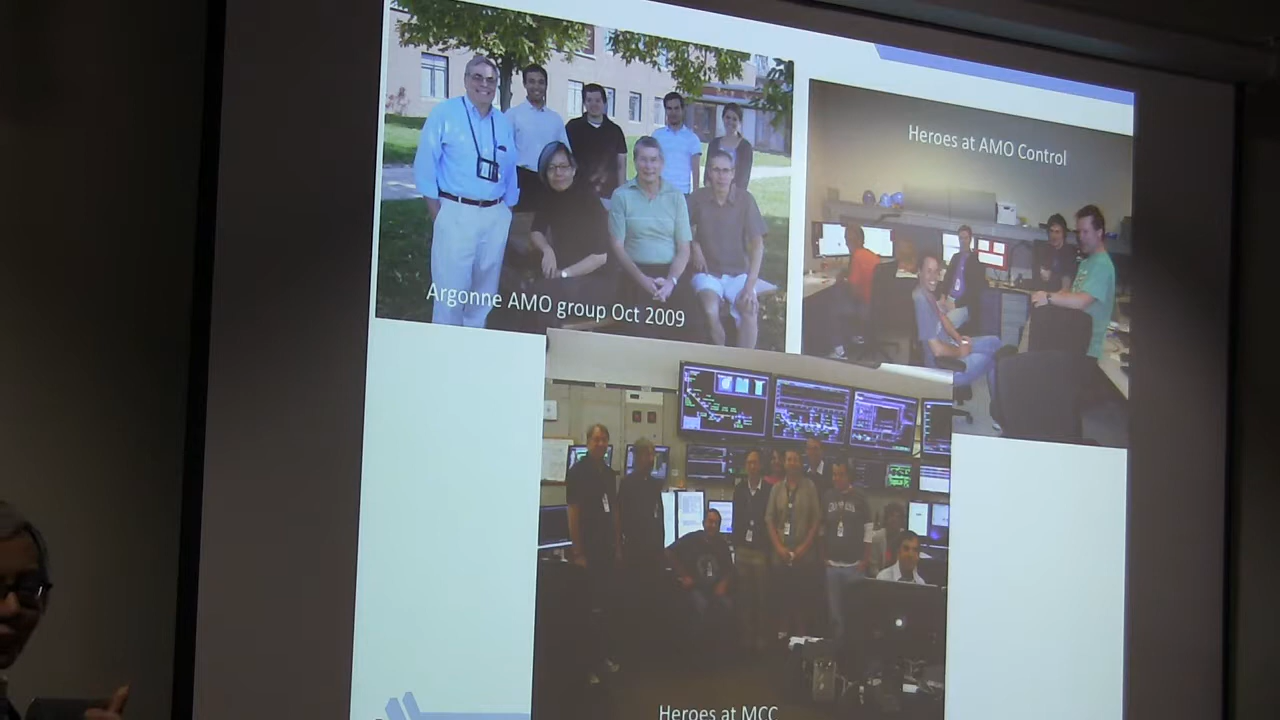 Heroes at AMO Control
Argonne AMO group Oct 2009
Heroes at MCC